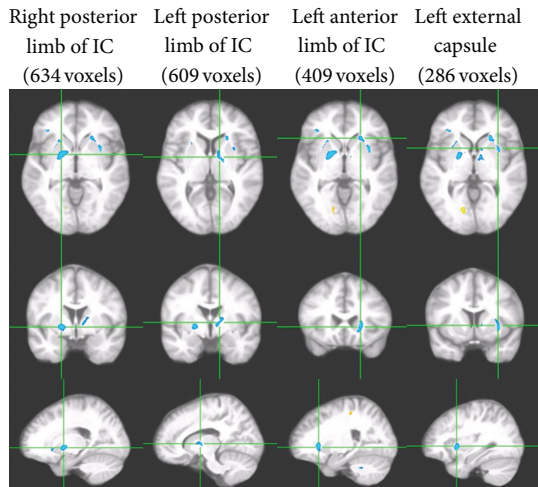 Right posterior
limb of IC
(634 voxels)
Left posterior
limb of IC
(609 voxels)
Left anterior
limb of IC
(409 voxels)
Left external
capsule
(286 voxels)